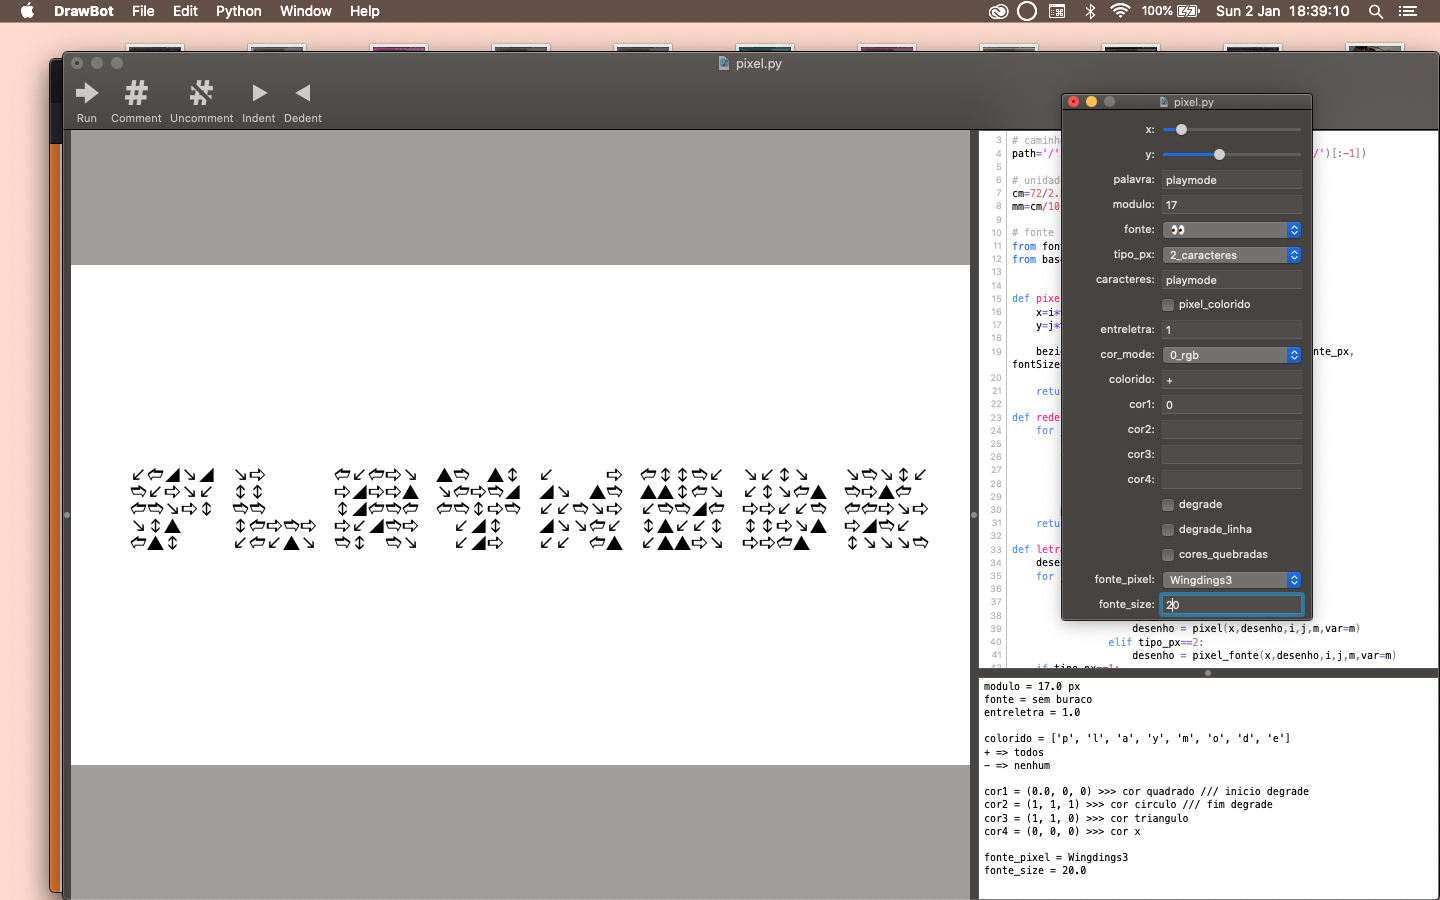 DrawBot File Edit Python Window Help
100% Sun 2 Jan 18:39:10
pixel.py
Run Comment Uncomment Indent Dedent
pixel.py
x:
y:
palavra: playmode
modulo: 17
fonte: 👀
tipo_px: 2_caracteres
caracteres: playmode
pixel_colorido
entreletra: 1
cor_mode: 0_rgb
colorido: +
cor1: 0
cor2:
cor3:
cor4:
degrade
degrade_linha
cores_quebradas
fonte_pixel: Wingdings3
fonte_size: 20
3 # caminh
4 path='/' /')[:-1])
5
6 # unidad
7 cm=72/2.
8 mm=cm/10
9
10 # fonte
11 from fon
12 from bas
13
14
15 def pixe
16 x=i*
17 y=j*
18
19 bezi nte_px,
fontSize
20
21 retu
22
23 def rede
24 for
25
26
27
28
29
30
31 retu
32
33 def letr
34 dese
35 for
36
37
38
39 desenho = pixel(x,desenho,i,j,m,var=m)
40 elif tipo_px==2:
41 desenho = pixel_fonte(x,desenho,i,j,m,var=m)
42 if tipo_px==1:
modulo = 17.0 px
fonte = sem buraco
entreletra = 1.0
colorido = ['p', 'l', 'a', 'y', 'm', 'o', 'd', 'e']
+ => todos
− => nenhum
cor1 = (0.0, 0, 0) >>> cor quadrado /// inicio degrade
cor2 = (1, 1, 1) >>> cor circulo /// fim degrade
cor3 = (1, 1, 0) >>> cor triangulo
cor4 = (0, 0, 0) >>> cor x
fonte_pixel = Wingdings3
fonte_size = 20.0